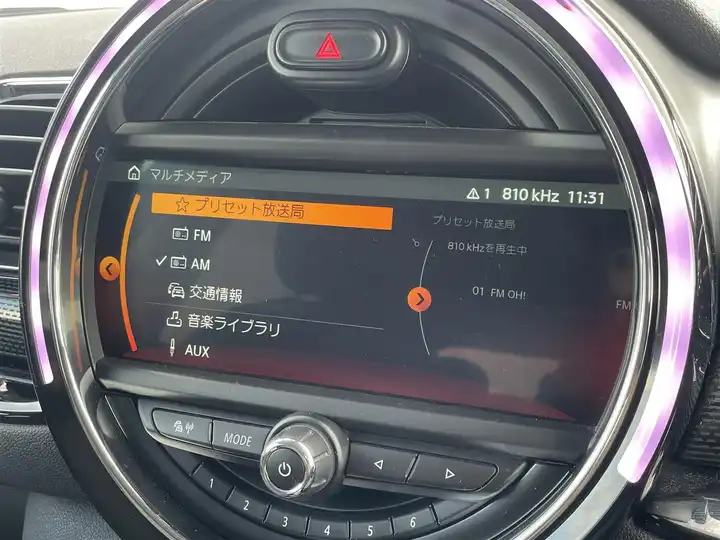 マルチメディア
1 810 kHz 11:31
プリセット放送局
FM
AM
交通情報
音楽ライブラリ
AUX
プリセット放送局
810 kHzを再生中
01 FM OH!
FM
MODE
1 2 3 4 5 6